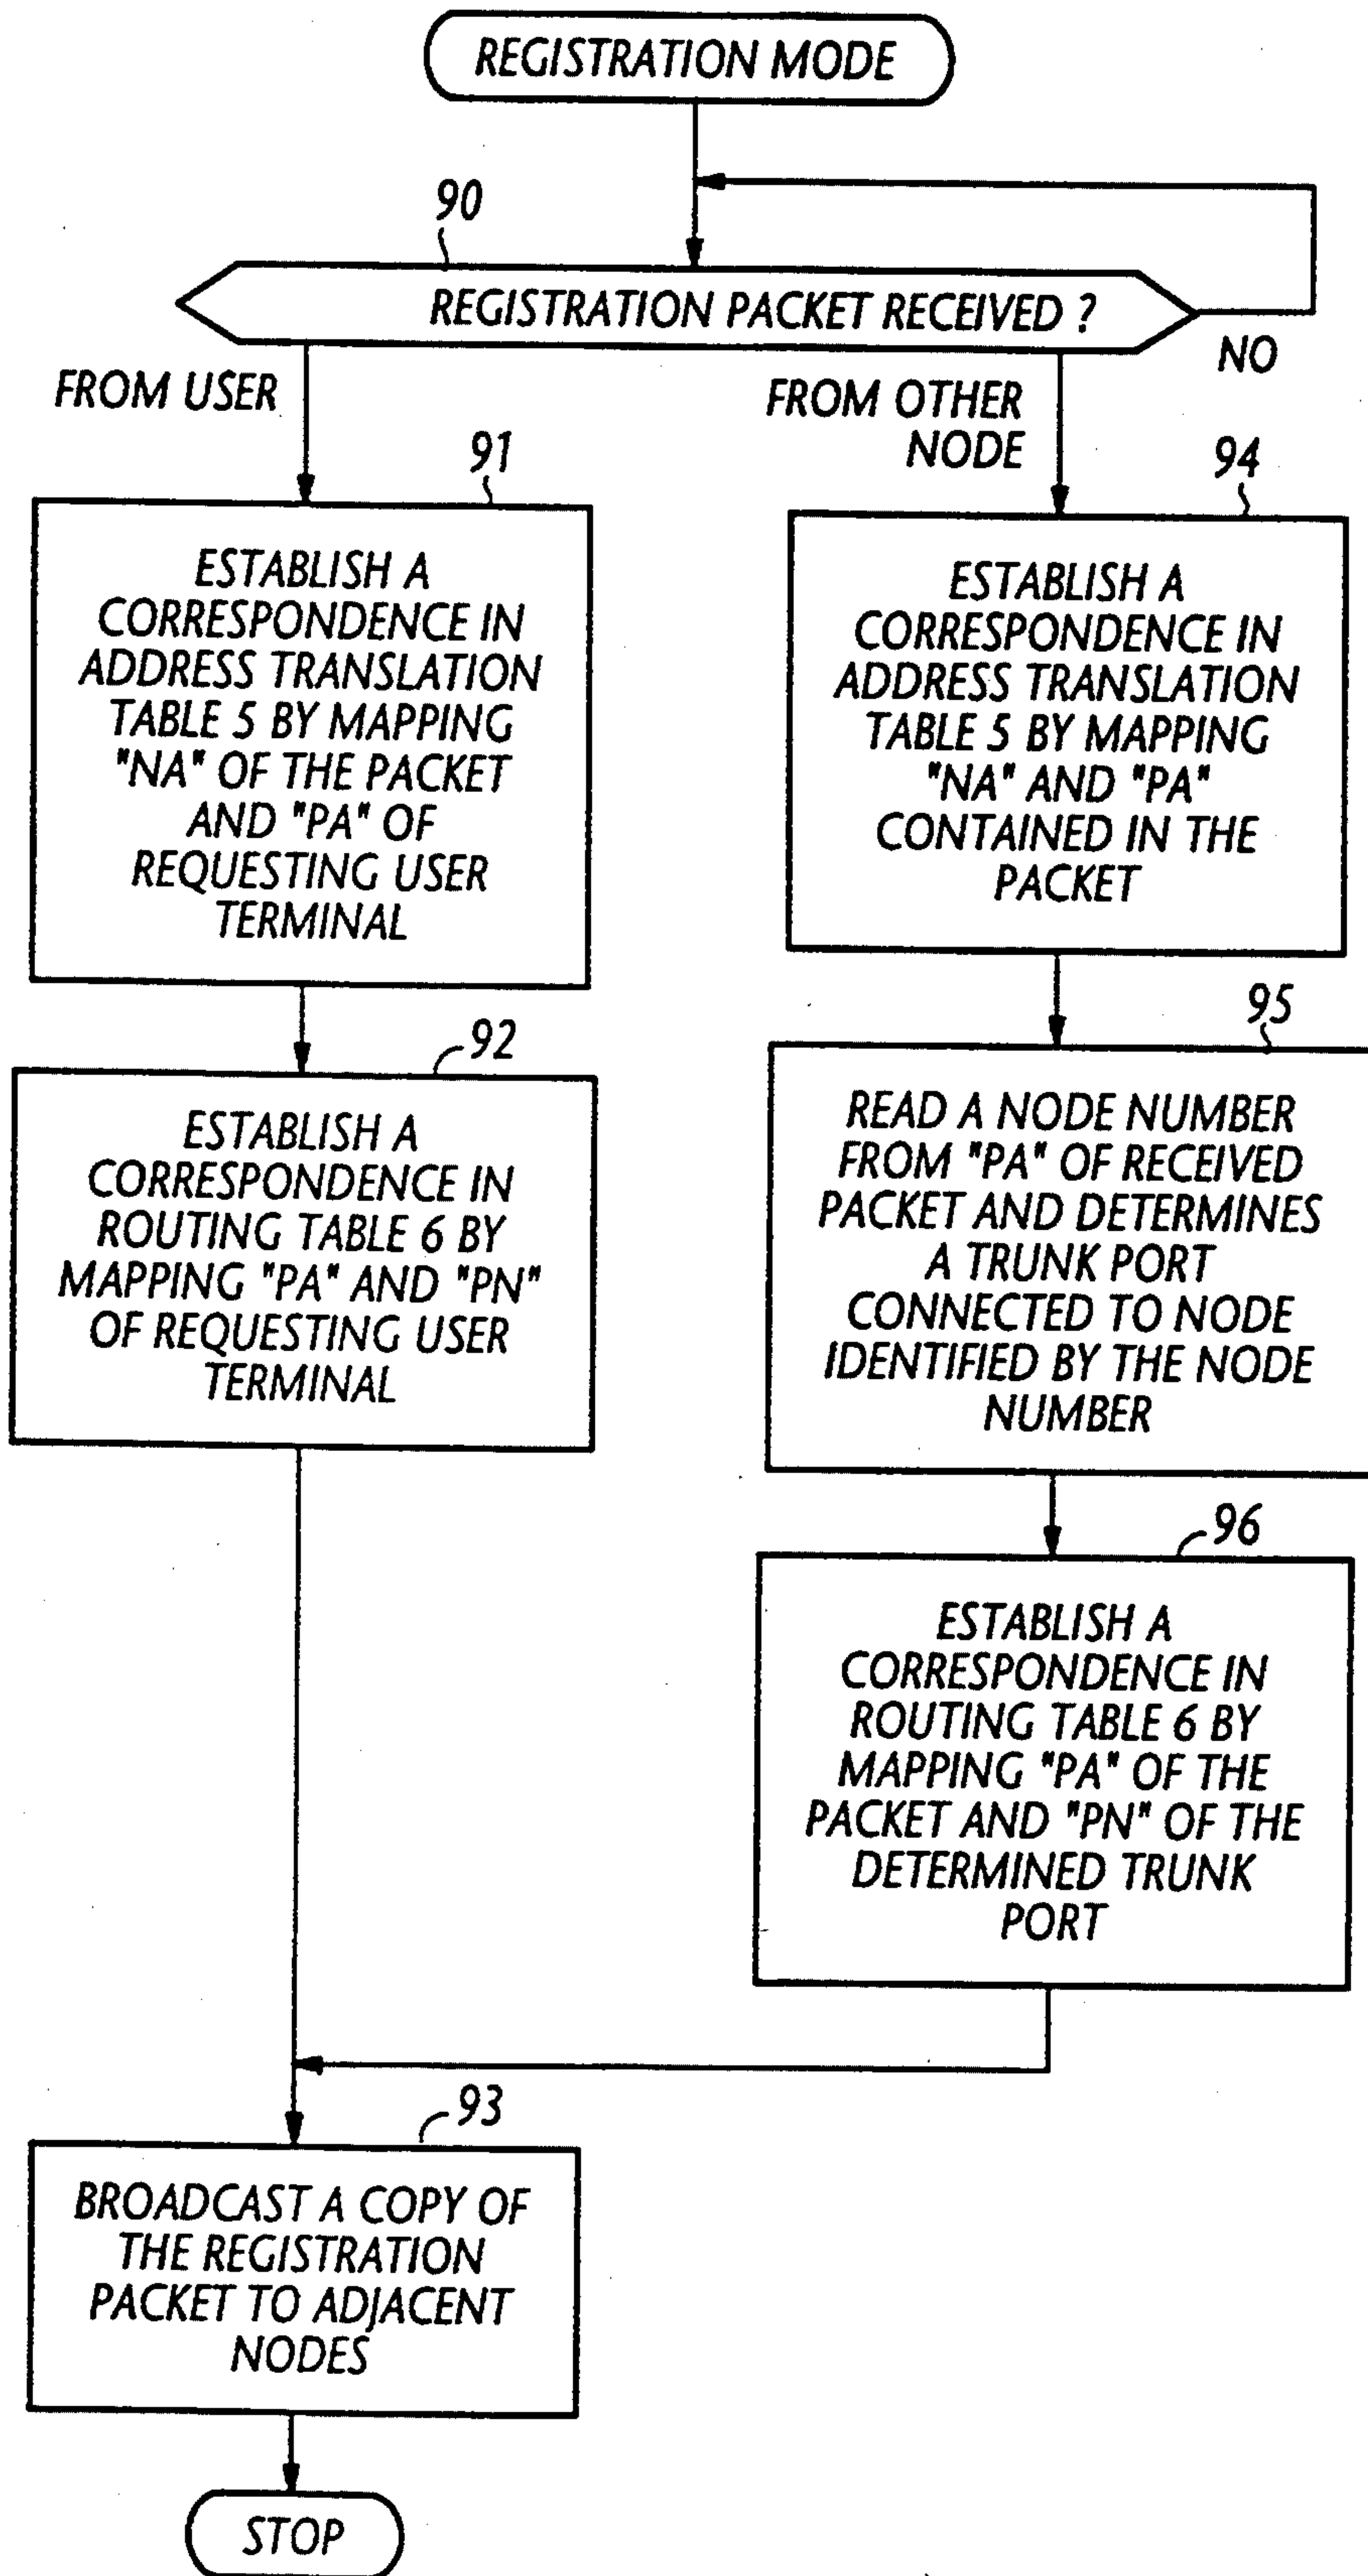 REGISTRATION MODE
90
REGISTRATION PACKET RECEIVED ?
NO
FROM USER
FROM OTHER
NODE
91
ESTABLISH A
CORRESPONDENCE IN
ADDRESS TRANSLATION
TABLE 5 BY MAPPING
"NA" OF THE PACKET
AND "PA" OF
REQUESTING USER
TERMINAL
92
ESTABLISH A
CORRESPONDENCE IN
ROUTING TABLE 6 BY
MAPPING "PA" AND "PN"
OF REQUESTING USER
TERMINAL
94
ESTABLISH A
CORRESPONDENCE IN
ADDRESS TRANSLATION
TABLE 5 BY MAPPING
"NA" AND "PA"
CONTAINED IN THE
PACKET
95
READ A NODE NUMBER
FROM "PA" OF RECEIVED
PACKET AND DETERMINES
A TRUNK PORT
CONNECTED TO NODE
IDENTIFIED BY THE NODE
NUMBER
96
ESTABLISH A
CORRESPONDENCE IN
ROUTING TABLE 6 BY
MAPPING "PA" OF THE
PACKET AND "PN" OF THE
DETERMINED TRUNK
PORT
93
BROADCAST A COPY OF
THE REGISTRATION
PACKET TO ADJACENT
NODES
STOP